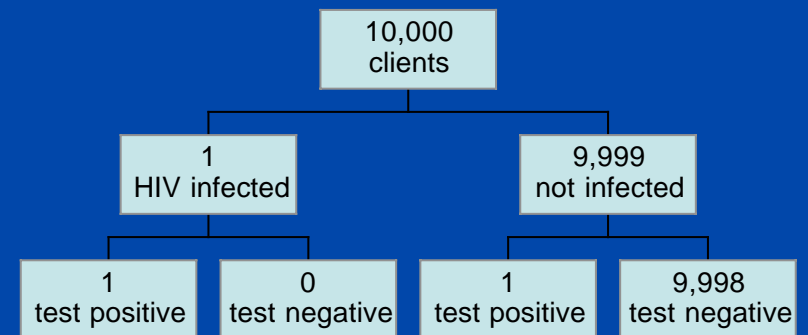 10,000
clients
1
HIV infected
9,999
not infected
1
test positive
0
test negative
1
test positive
9,998
test negative